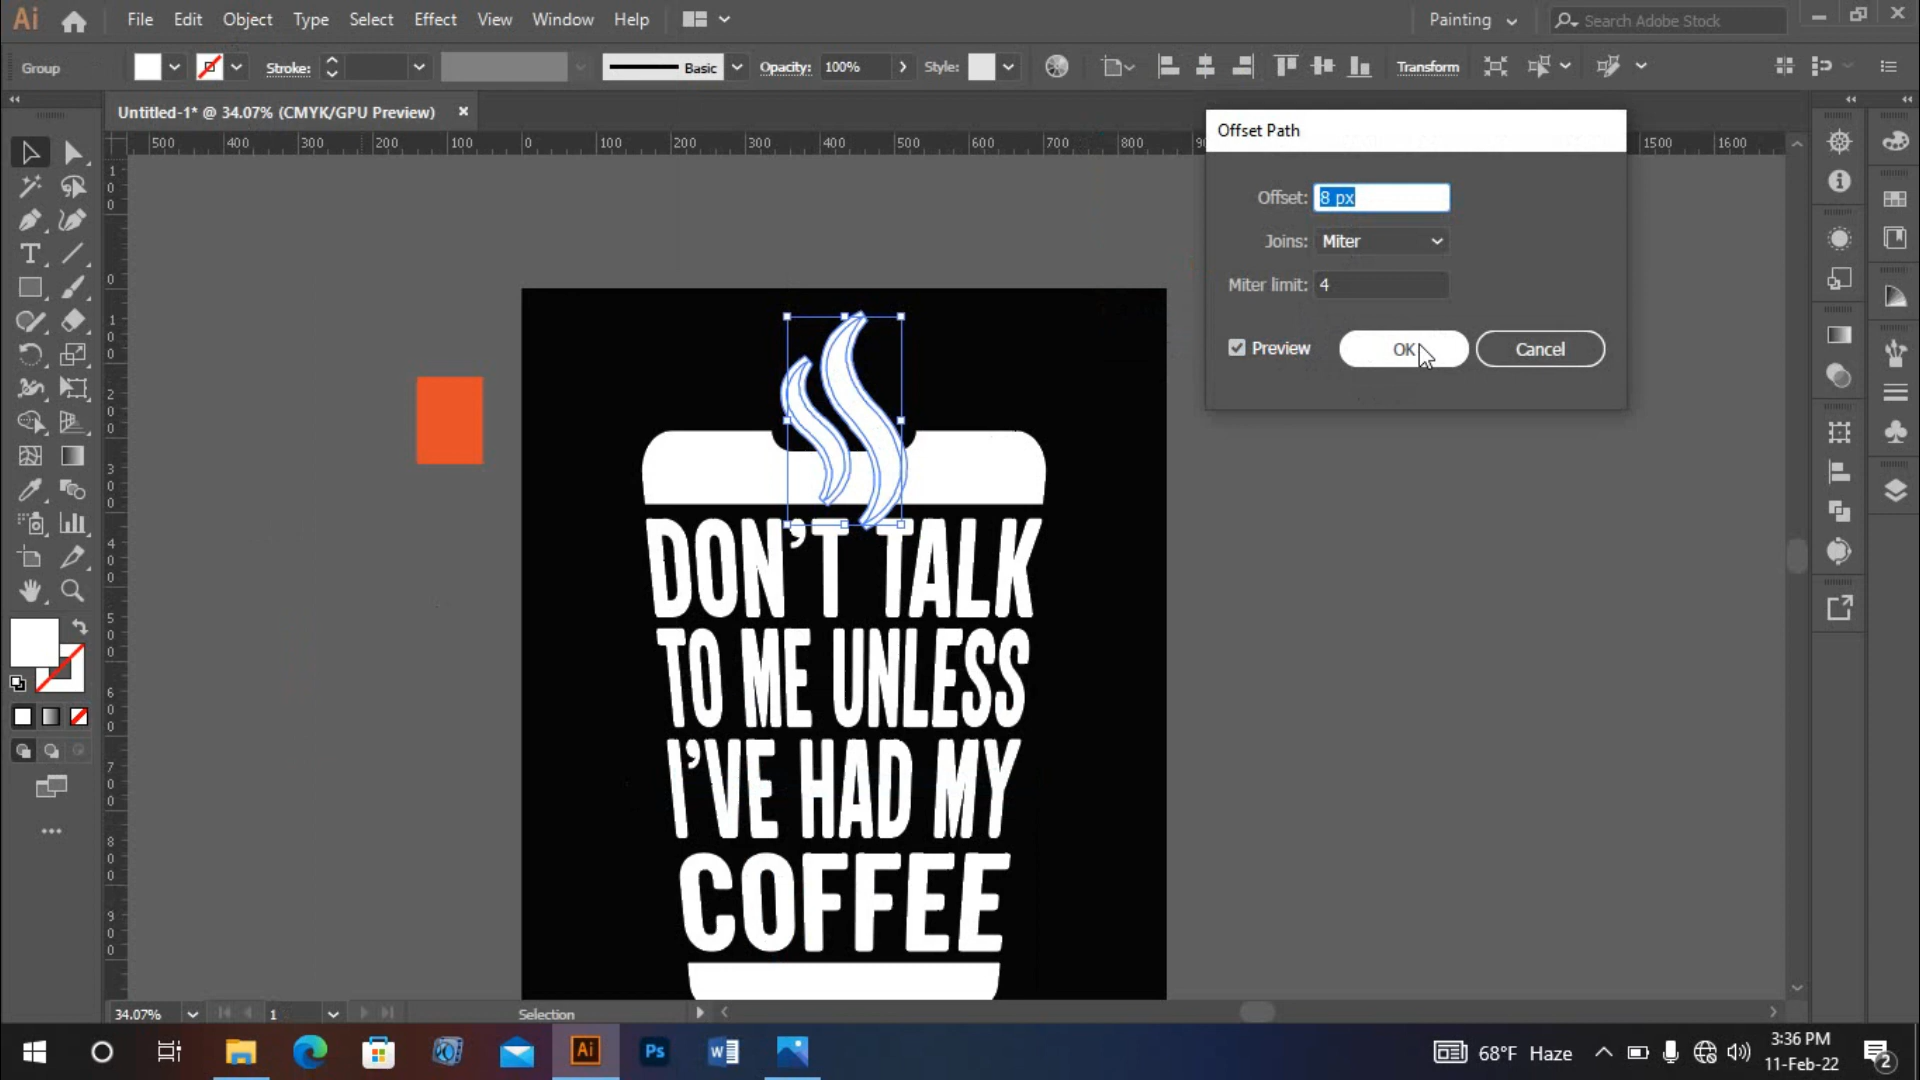 Ai File Edit Object Type Select Effect View Window Help Painting Search Adobe Stock
Group Stroke: Basic Opacity: 100% Style: Transform
Untitled-1* @ 34.07% (CMYK/GPU Preview)
500 400 300 200 100 0 100 200 300 400 500 600 700 800 1500 1600
Offset Path
Offset: 8 px
Joins: Miter
Miter limit: 4
Preview OK Cancel
DON'T TALK
TO ME UNLESS
I'VE HAD MY
COFFEE
34.07% 1 Selection
Ai Ps W 68°F Haze 3:36 PM
11-Feb-22 2